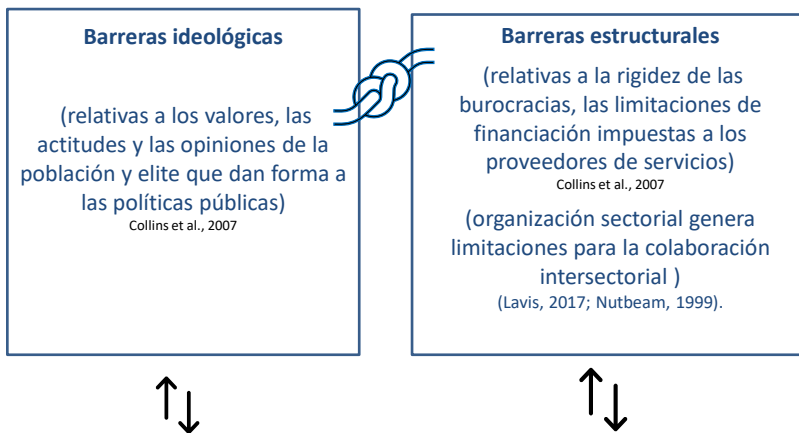 Barreras ideológicas
(relativas a los valores, las
actitudes y las opiniones de la
población y elite que dan forma a
las políticas públicas)
Collins et al., 2007
Barreras estructurales
(relativas a la rigidez de las
burocracias, las limitaciones de
financiación impuestas a los
proveedores de servicios)
Collins et al., 2007
(organización sectorial genera
limitaciones para la colaboración
intersectorial )
(Lavis, 2017; Nutbeam, 1999).